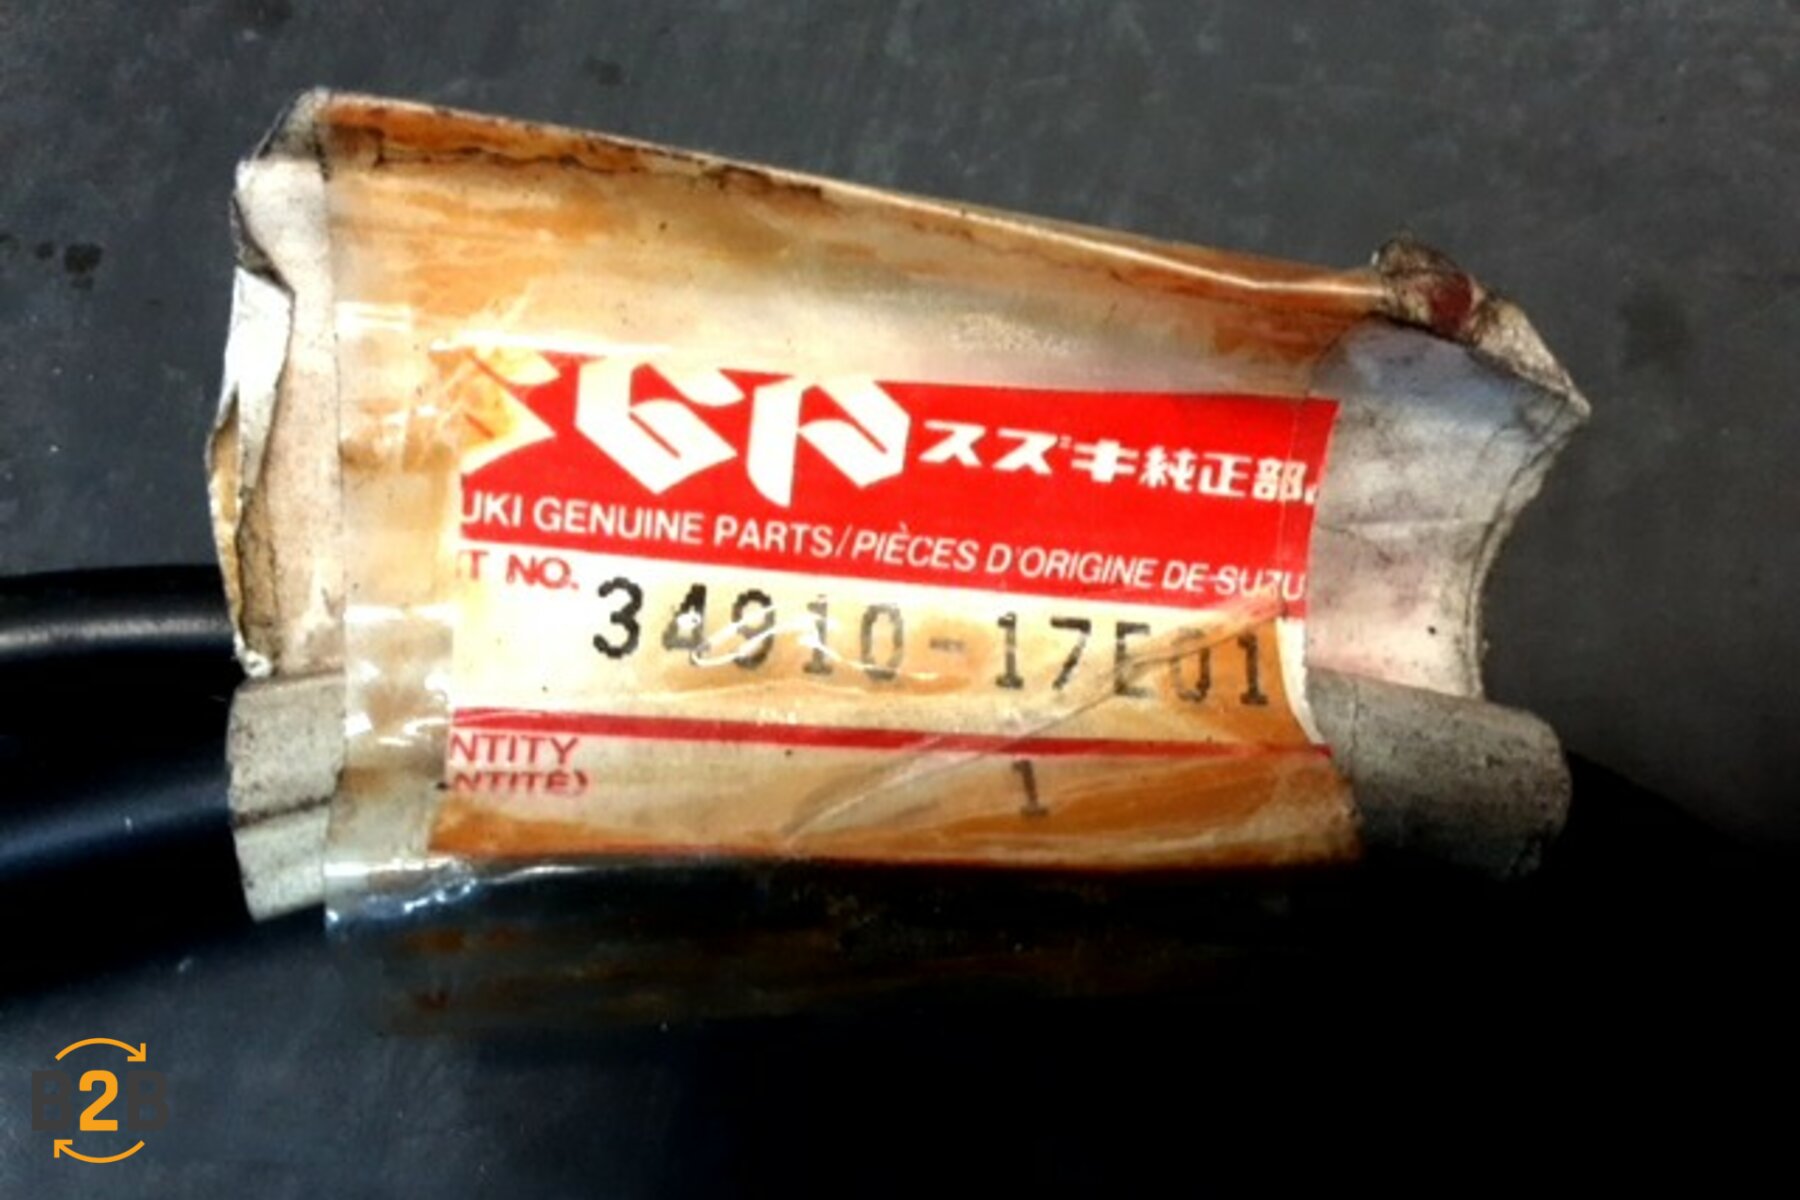 SGP スズキ純正部
UKI GENUINE PARTS/PIÈCES D'ORIGINE DE SUZU
T NO. 34910-17E01
NTITY
NTITÉ) 1
B2B